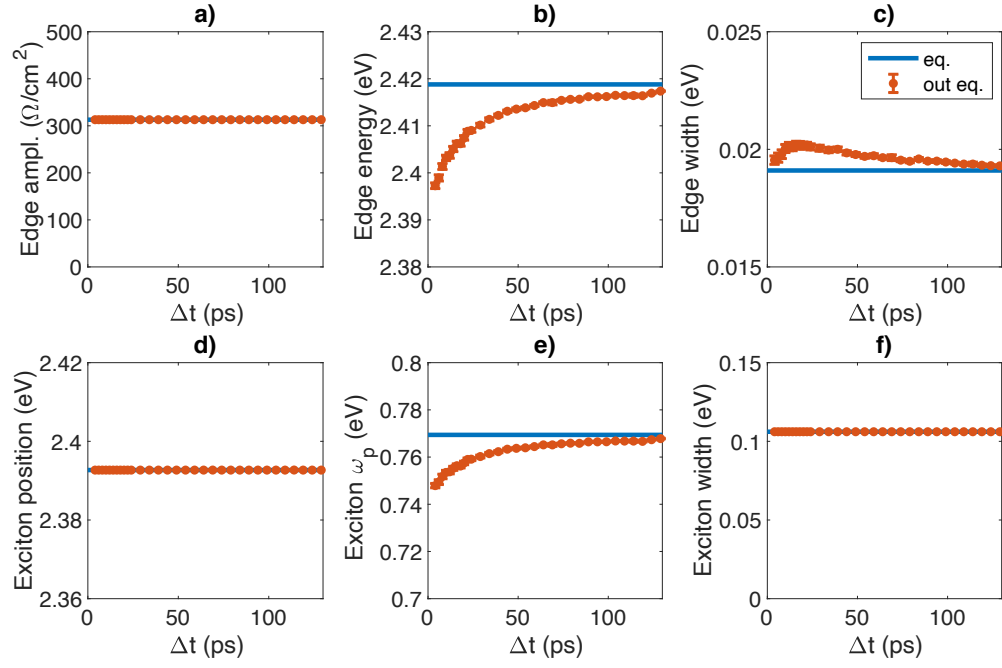 a)
500
400
300
200
100
0
0
50
100
Edge ampl. (Ω/cm²)
Δt (ps)
b)
2.43
2.42
2.41
2.4
2.39
2.38
0
50
100
Edge energy (eV)
Δt (ps)
c)
0.025
0.02
0.015
0
50
100
Edge width (eV)
Δt (ps)
eq.
out eq.
d)
2.42
2.4
2.38
2.36
0
50
100
Exciton position (eV)
Δt (ps)
e)
0.8
0.78
0.76
0.74
0.72
0.7
0
50
100
Exciton ωp (eV)
Δt (ps)
f)
0.15
0.1
0.05
0
0
50
100
Exciton width (eV)
Δt (ps)